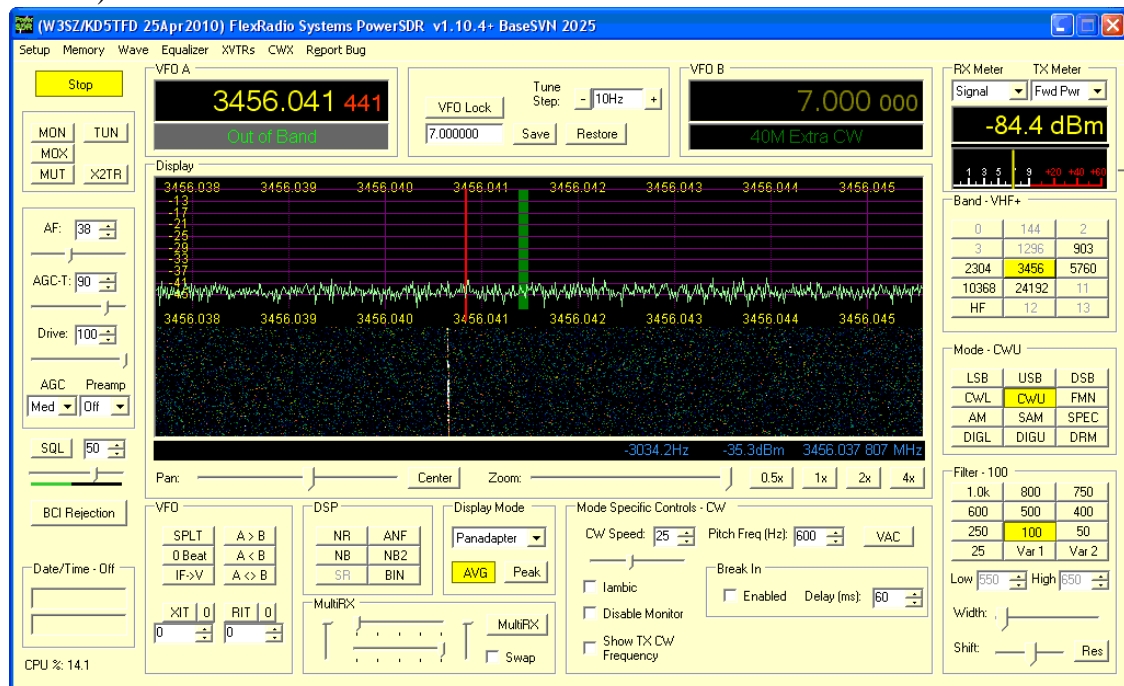 (W3SZ/KD5TFD 25Apr2010) FlexRadio Systems PowerSDR v1.10.4+ BaseSVN 2025
Setup Memory Wave Equalizer XVTRs CWX Report Bug
Stop
MON TUN
MOX
MUT X2TR
AF: 38
AGC-T: 90
Drive: 100
AGC Preamp
Med Off
SQL 50
BCI Rejection
Date/Time - Off
CPU %: 14.1
VFO A
3456.041 441
Out of Band
VFO Lock
Tune
Step: - 10Hz +
7.000000 Save Restore
VFO B
7.000 000
40M Extra CW
RX Meter TX Meter
Signal Fwd Pwr
-84.4 dBm
1 3 5 9 +20 +40 +60
Display
3456.038 3456.039 3456.040 3456.041 3456.042 3456.043 3456.044 3456.045
-13
-17
-21
-25
-29
-33
-37
-41
-45
3456.038 3456.039 3456.040 3456.041 3456.042 3456.043 3456.044 3456.045
-3034.2Hz -35.3dBm 3456.037 807 MHz
Pan: Center Zoom: 0.5x 1x 2x 4x
Band - VHF+
0 144 2
3 1296 903
2304 3456 5760
10368 24192 11
HF 12 13
Mode - CWU
LSB USB DSB
CWL CWU FMN
AM SAM SPEC
DIGL DIGU DRM
Filter - 100
1.0k 800 750
600 500 400
250 100 50
25 Var 1 Var 2
Low 550 High 650
Width:
Shift: Res
VFO
SPLT A > B
0 Beat A < B
IF->V A <> B
XIT 0 RIT 0
0 0
DSP
NR ANF
NB NB2
SR BIN
Display Mode
Panadapter
AVG Peak
MultiRX
MultiRX
Swap
Mode Specific Controls - CW
CW Speed: 25 Pitch Freq (Hz): 600 VAC
Iambic
Disable Monitor
Show TX CW
Frequency
Break In
Enabled Delay (ms): 60